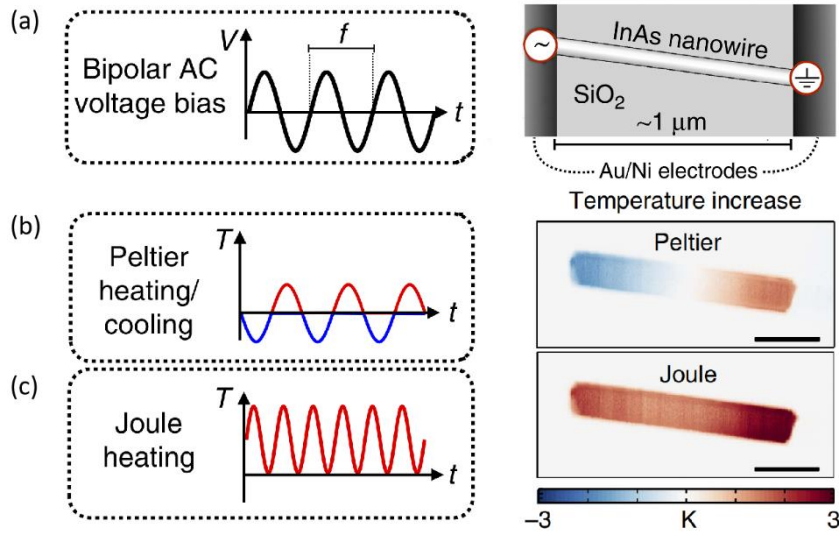 (a)
Bipolar AC
voltage bias
V
f
t
InAs nanowire
~
SiO₂
~1 μm
Au/Ni electrodes
Temperature increase
(b)
Peltier
heating/
cooling
T
t
Peltier
(c)
Joule
heating
T
t
Joule
−3
K
3